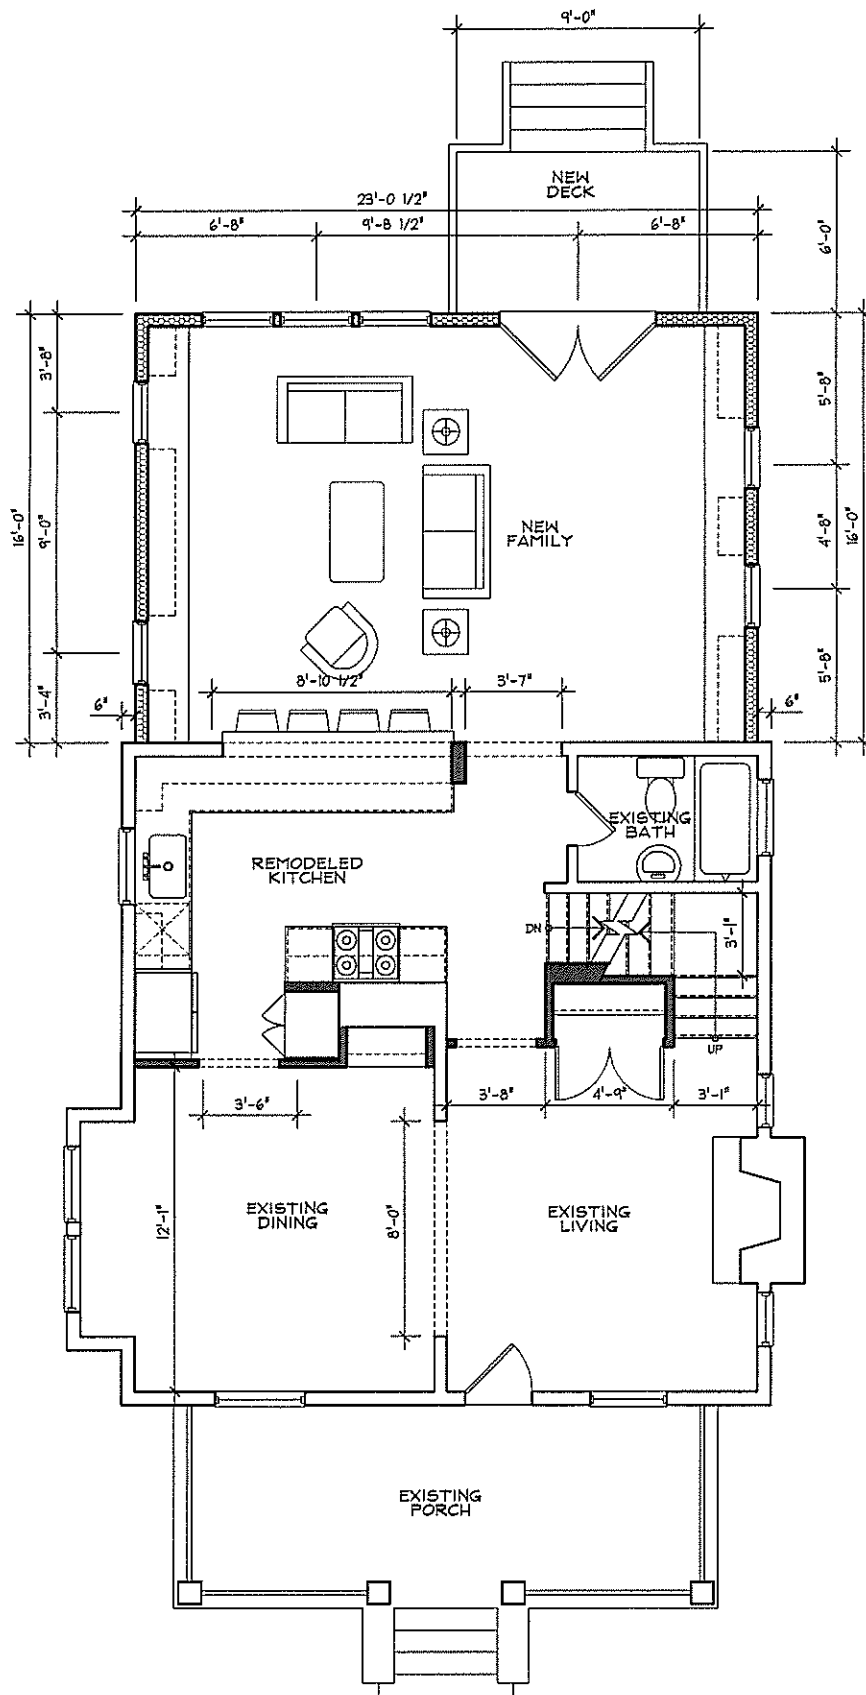 9'-0"
NEW
DECK
23'-0 1/2"
6'-8"
9'-8 1/2"
6'-8"
6'-0"
3'-8"
5'-8"
16'-0"
9'-0"
NEW
FAMILY
4'-8"
16'-0"
8'-10 1/2"
3'-7"
3'-4"
5'-8"
6"
6"
EXISTING
BATH
REMODELED
KITCHEN
DN
3'-1"
UP
3'-6"
3'-8"
4'-9"
3'-1"
12'-1"
EXISTING
DINING
8'-0"
EXISTING
LIVING
EXISTING
PORCH